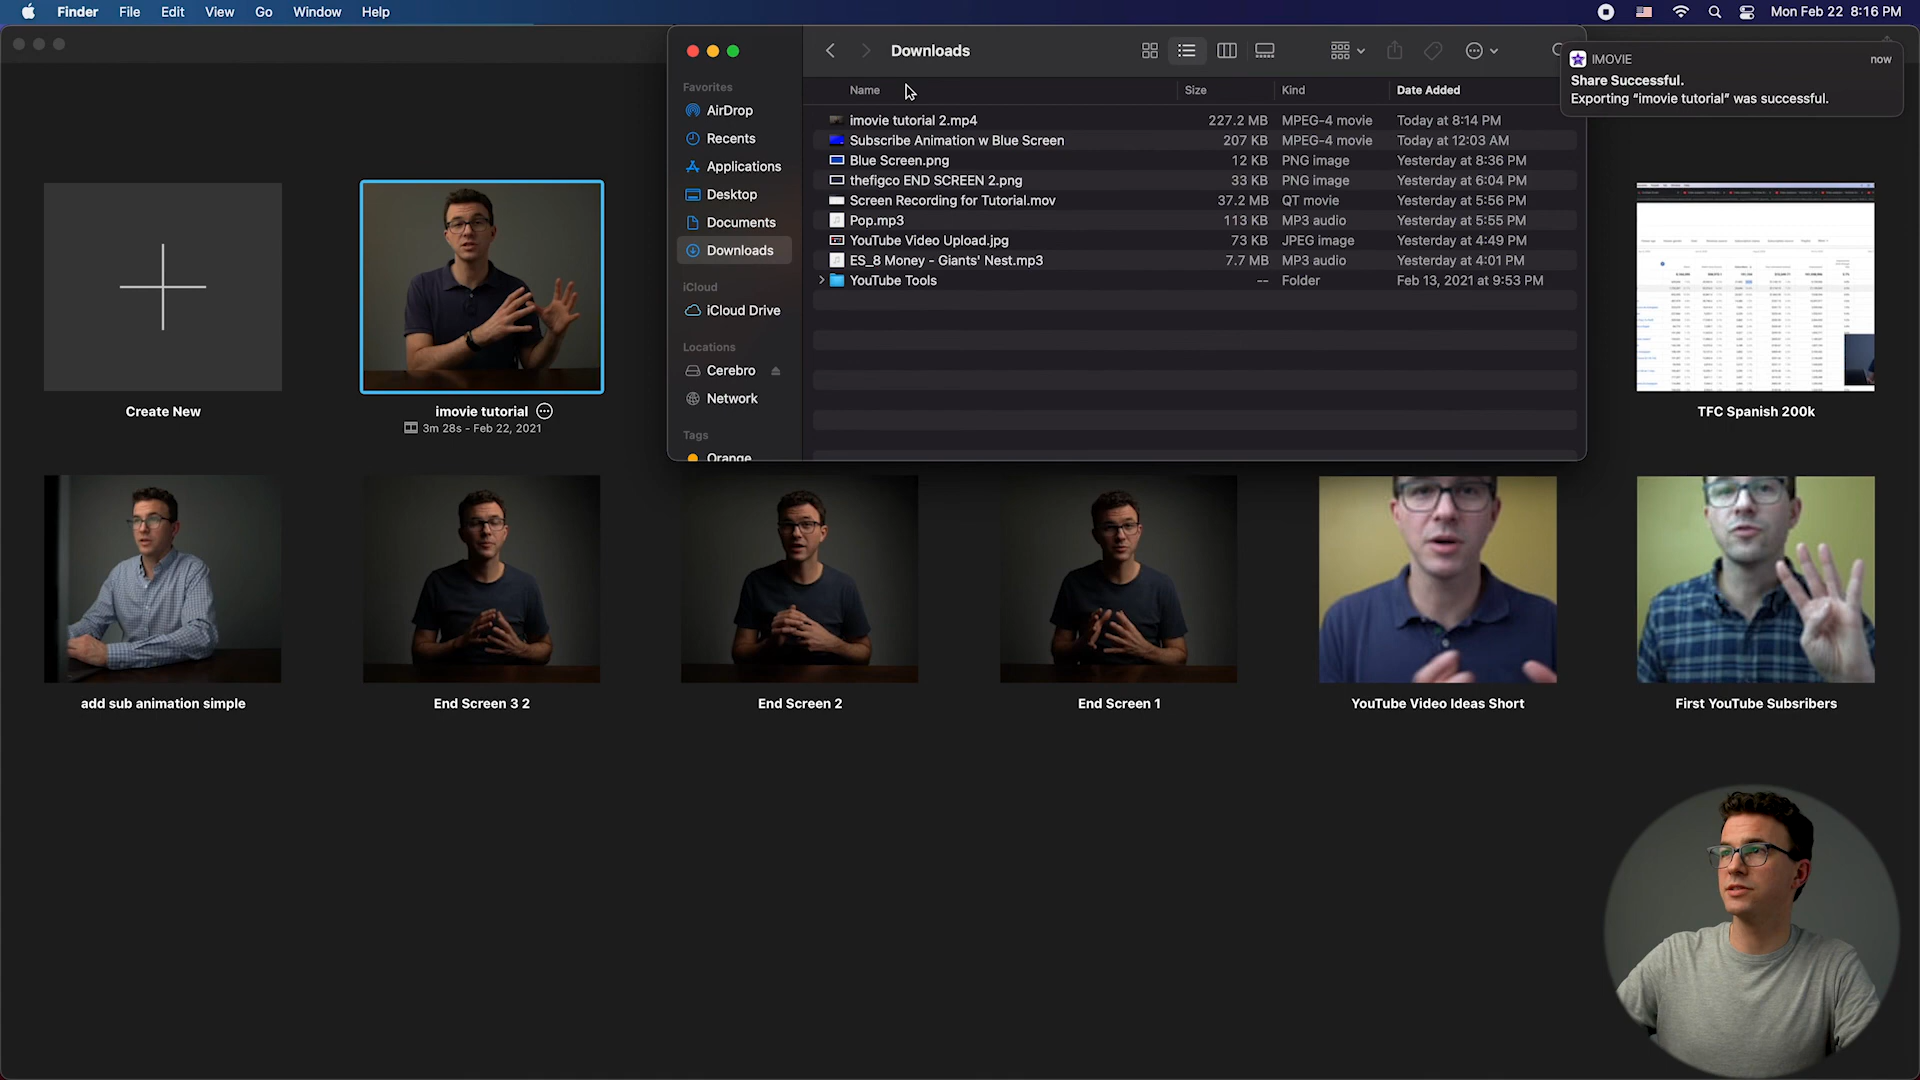 Finder File Edit View Go Window Help
Mon Feb 22 8:16 PM
Downloads
IMOVIE now
Share Successful.
Exporting “imovie tutorial” was successful.
Favorites
AirDrop
Recents
Applications
Desktop
Documents
Downloads
iCloud
iCloud Drive
Locations
Cerebro
Network
Tags
Orange
Name Size Kind Date Added
imovie tutorial 2.mp4 227.2 MB MPEG-4 movie Today at 8:14 PM
Subscribe Animation w Blue Screen 207 KB MPEG-4 movie Today at 12:03 AM
Blue Screen.png 12 KB PNG image Yesterday at 8:36 PM
thefigco END SCREEN 2.png 33 KB PNG image Yesterday at 6:04 PM
Screen Recording for Tutorial.mov 37.2 MB QT movie Yesterday at 5:56 PM
Pop.mp3 113 KB MP3 audio Yesterday at 5:55 PM
YouTube Video Upload.jpg 73 KB JPEG image Yesterday at 4:49 PM
ES_8 Money - Giants' Nest.mp3 7.7 MB MP3 audio Yesterday at 4:01 PM
YouTube Tools -- Folder Feb 13, 2021 at 9:53 PM
Create New
imovie tutorial
3m 28s - Feb 22, 2021
TFC Spanish 200k
add sub animation simple
End Screen 3 2
End Screen 2
End Screen 1
YouTube Video Ideas Short
First YouTube Subsribers